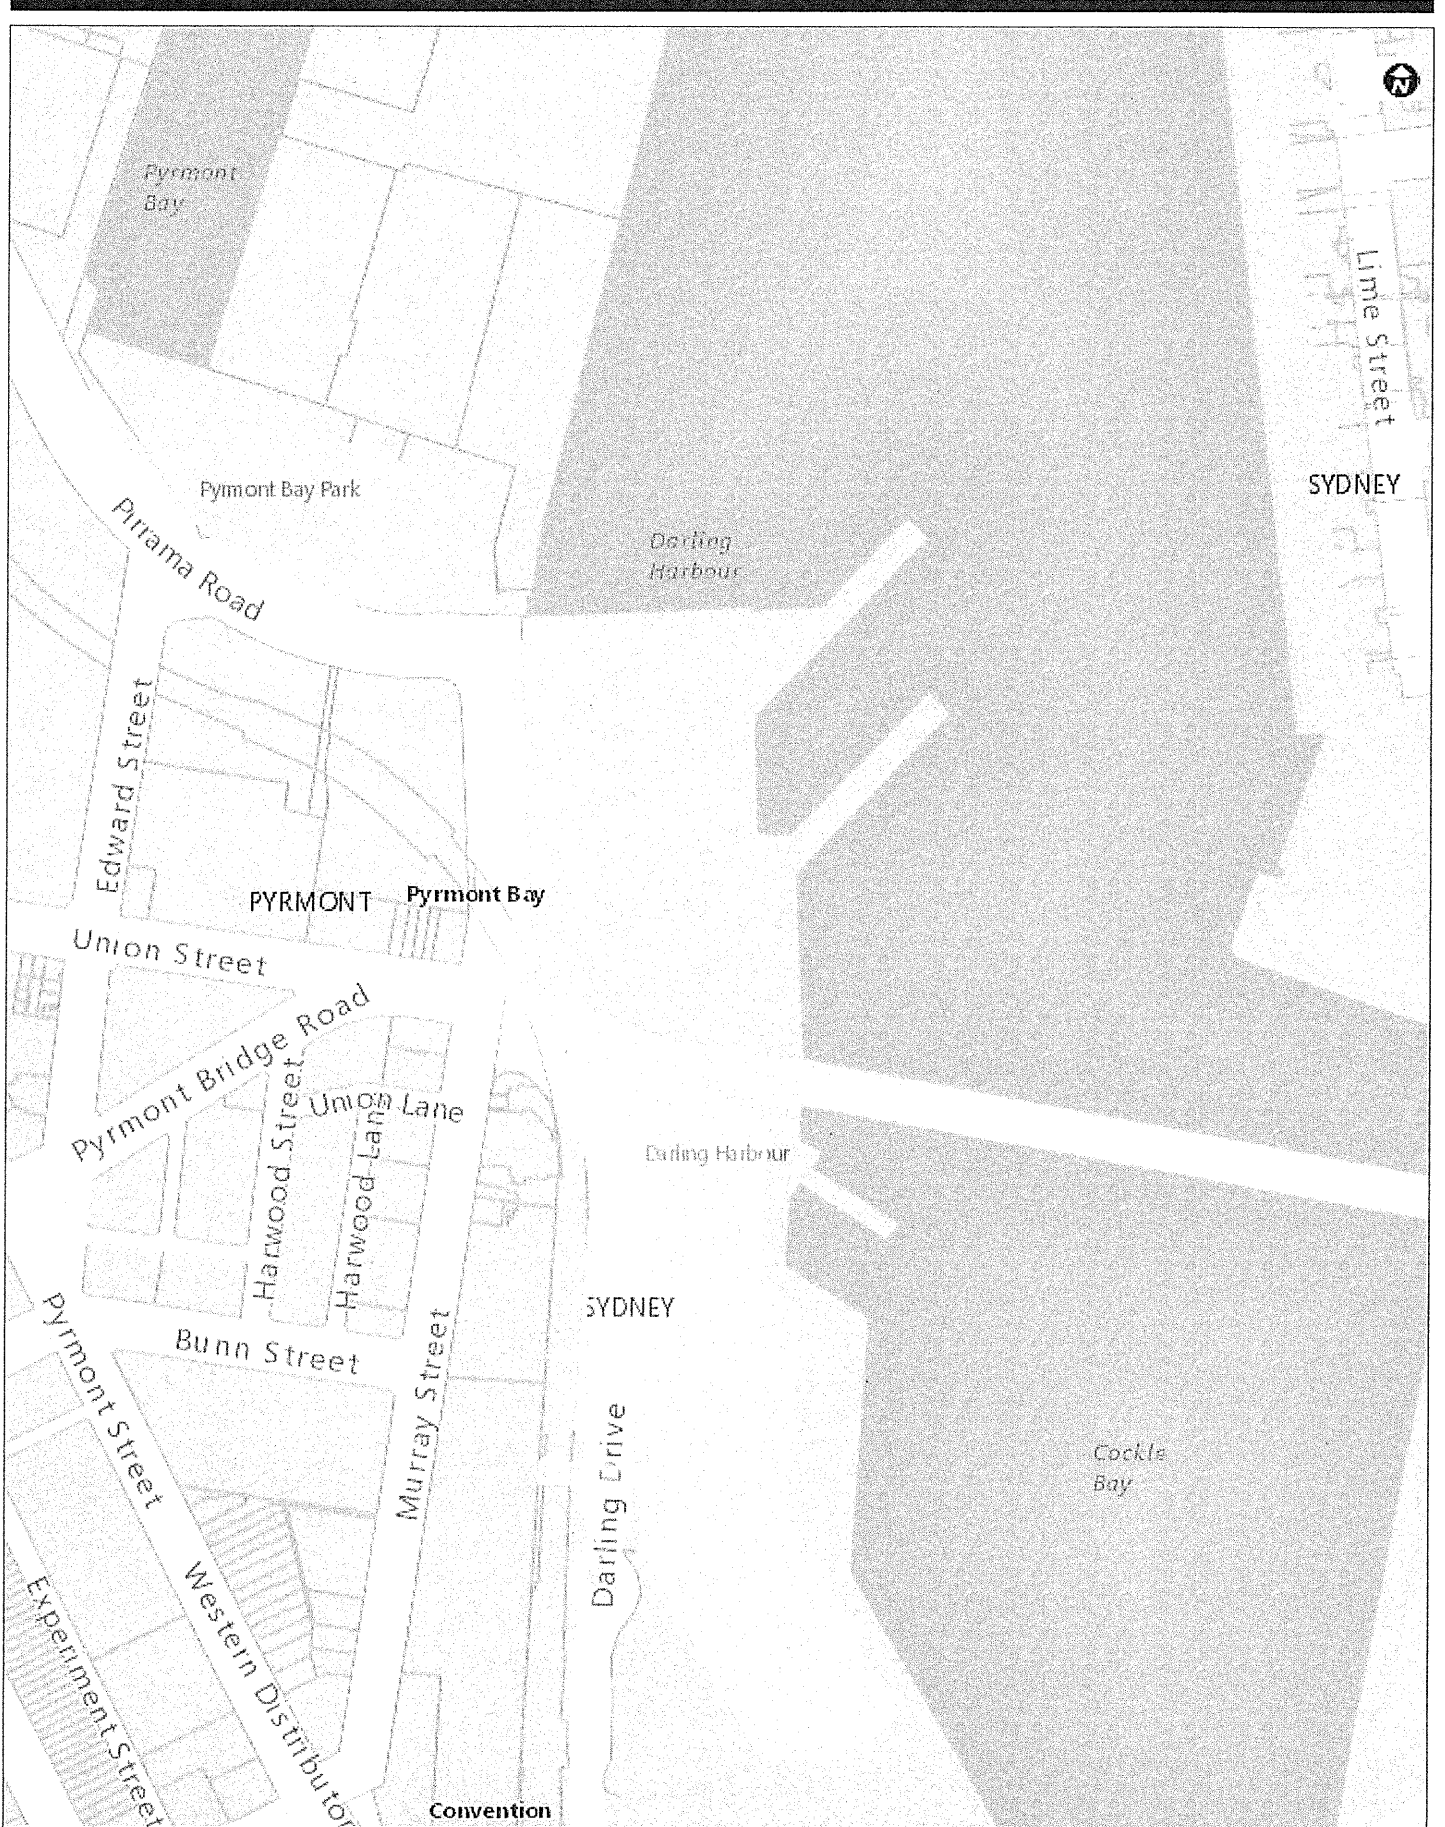 N
Pyrmont
Bay
Lime Street
SYDNEY
Pyrmont Bay Park
Pirrama Road
Darling
Harbour
Edward Street
PYRMONT
Pyrmont Bay
Union Street
Pyrmont Bridge Road
Union Lane
Harwood Street
Harwood Lane
Darling Harbour
SYDNEY
Bunn Street
Pyrmont Street
Murray Street
Darling Drive
Cockle
Bay
Western Distributor
Experiment Street
Convention